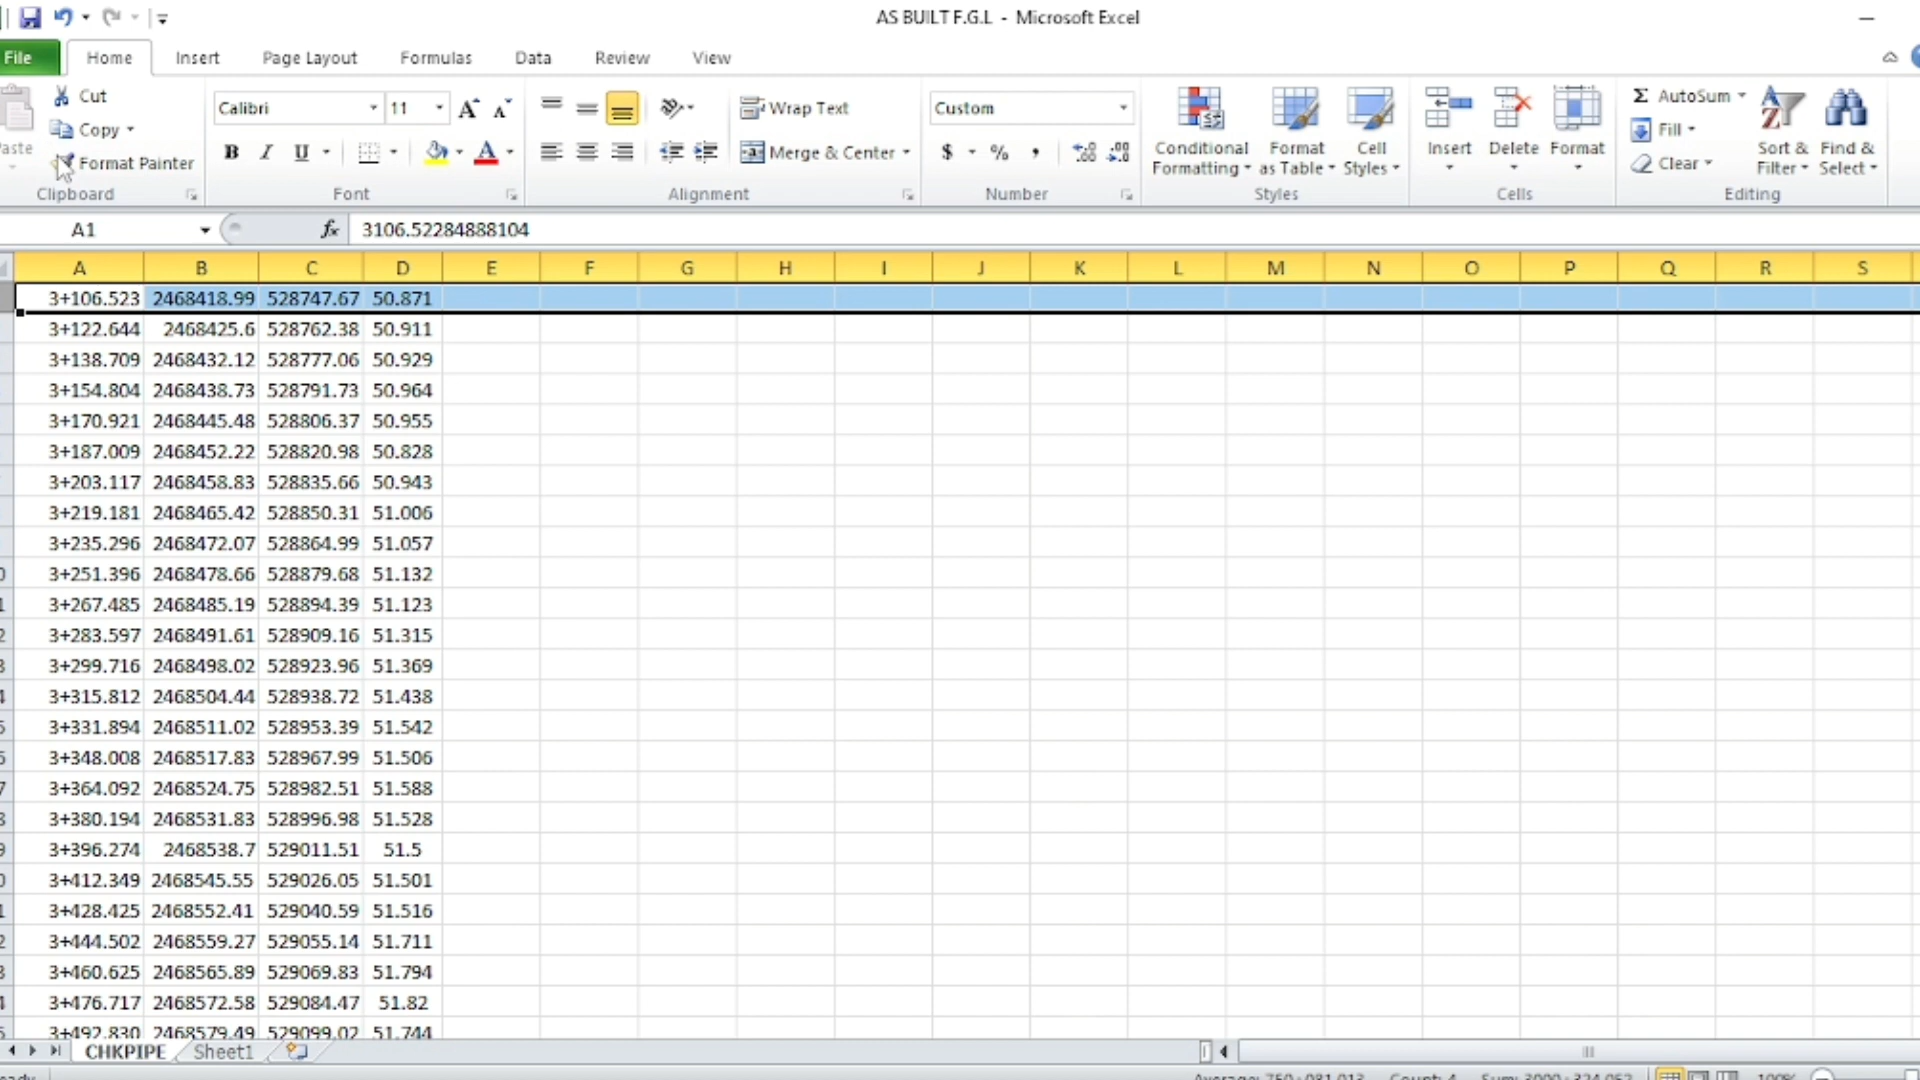 AS BUILT F.G.L - Microsoft Excel
File Home Insert Page Layout Formulas Data Review View
Cut
Copy
Format Painter
Clipboard
Calibri 11
B I U
Font
Wrap Text
Merge & Center
Alignment
Custom
$ % ,
Number
Conditional Formatting
Format as Table
Cell Styles
Styles
Insert Delete Format
Cells
Σ AutoSum
Fill
Clear
Sort & Filter
Find & Select
Editing
A1 fx 3106.52284888104
A B C D E F G H I J K L M N O P Q R S
3+106.523 2468418.99 528747.67 50.871
3+122.644 2468425.6 528762.38 50.911
3+138.709 2468432.12 528777.06 50.929
3+154.804 2468438.73 528791.73 50.964
3+170.921 2468445.48 528806.37 50.955
3+187.009 2468452.22 528820.98 50.828
3+203.117 2468458.83 528835.66 50.943
3+219.181 2468465.42 528850.31 51.006
3+235.296 2468472.07 528864.99 51.057
3+251.396 2468478.66 528879.68 51.132
3+267.485 2468485.19 528894.39 51.123
3+283.597 2468491.61 528909.16 51.315
3+299.716 2468498.02 528923.96 51.369
3+315.812 2468504.44 528938.72 51.438
3+331.894 2468511.02 528953.39 51.542
3+348.008 2468517.83 528967.99 51.506
3+364.092 2468524.75 528982.51 51.588
3+380.194 2468531.83 528996.98 51.528
3+396.274 2468538.7 529011.51 51.5
3+412.349 2468545.55 529026.05 51.501
3+428.425 2468552.41 529040.59 51.516
3+444.502 2468559.27 529055.14 51.711
3+460.625 2468565.89 529069.83 51.794
3+476.717 2468572.58 529084.47 51.82
3+492.830 2468579.49 529099.02 51.744
CHKPIPE Sheet1